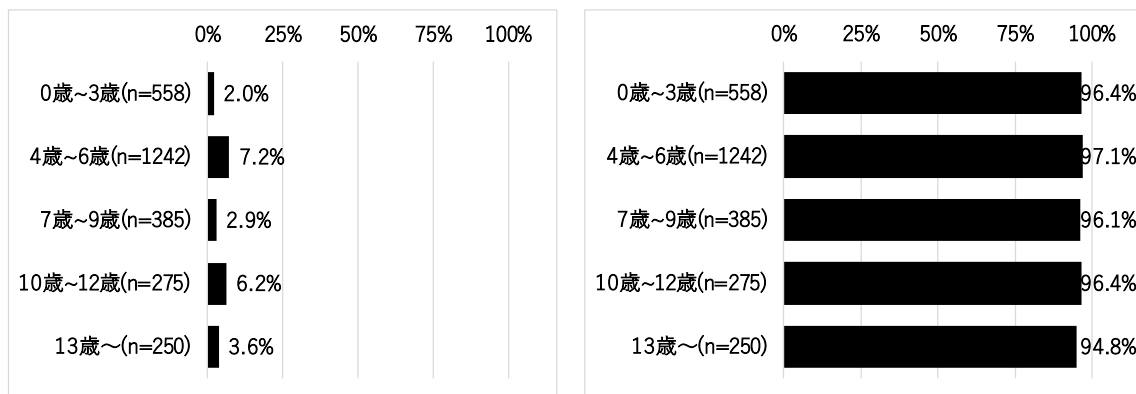 0% 25% 50% 75% 100%
0歳~3歳(n=558) 2.0%
4歳~6歳(n=1242) 7.2%
7歳~9歳(n=385) 2.9%
10歳~12歳(n=275) 6.2%
13歳～(n=250) 3.6%
0% 25% 50% 75% 100%
0歳~3歳(n=558) 96.4%
4歳~6歳(n=1242) 97.1%
7歳~9歳(n=385) 96.1%
10歳~12歳(n=275) 96.4%
13歳～(n=250) 94.8%